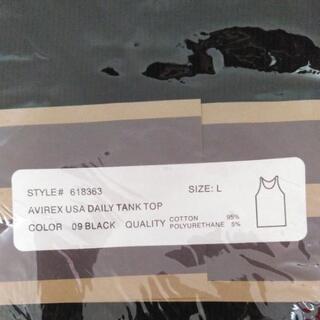 STYLE# 618363 SIZE: L
AVIREX USA DAILY TANK TOP
COLOR 09 BLACK QUALITY COTTON 95%
POLYURETHANE 5%